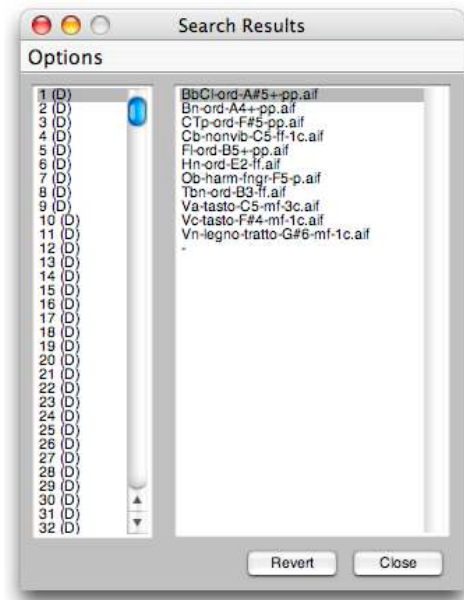 Search Results
Options
1 (D)
2 (D)
3 (D)
4 (D)
5 (D)
6 (D)
7 (D)
8 (D)
9 (D)
10 (D)
11 (D)
12 (D)
13 (D)
14 (D)
15 (D)
16 (D)
17 (D)
18 (D)
19 (D)
20 (D)
21 (D)
22 (D)
23 (D)
24 (D)
25 (D)
26 (D)
27 (D)
28 (D)
29 (D)
30 (D)
31 (D)
32 (D)
BbCl-ord-A#5+-pp.aif
Bn-ord-A4+-pp.aif
CTp-ord-F#5-pp.aif
Cb-nonvib-C5-ff-1c.aif
Fl-ord-B5+-pp.aif
Hn-ord-E2-ff.aif
Ob-harm-fngr-F5-p.aif
Tbn-ord-B3-ff.aif
Va-tasto-C5-mf-3c.aif
Vc-tasto-F#4-mf-1c.aif
Vn-legno-tratto-G#6-mf-1c.aif
-
Revert
Close